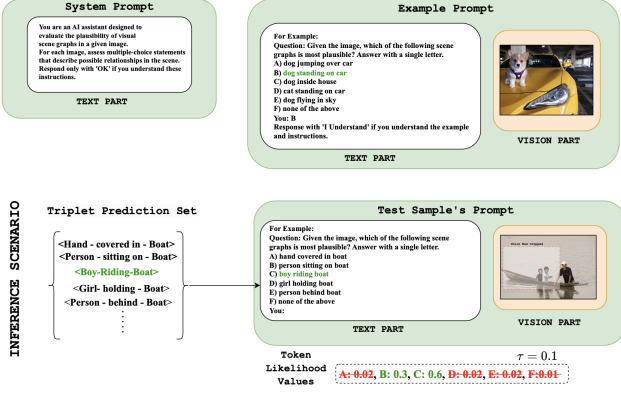 System Prompt
You are an AI assistant designed to
evaluate the plausibility of visual
scene graphs in a given image.
For each image, assess multiple-choice statements
that describe possible relationships in the scene.
Respond only with 'OK' if you understand these
instructions.
TEXT PART
Example Prompt
For Example:
Question: Given the image, which of the following scene
graphs is most plausible? Answer with a single letter.
A) dog jumping over car
B) dog standing on car
C) dog inside house
D) cat standing on car
E) dog flying in sky
F) none of the above
You: B
Response with 'I Understand' if you understand the example
and instructions.
TEXT PART
VISION PART
INFERENCE SCENARIO
Triplet Prediction Set
<Hand - covered in - Boat>
<Person - sitting on - Boat>
<Boy-Riding-Boat>
<Girl- holding - Boat>
<Person - behind - Boat>
Test Sample's Prompt
For Example:
Question: Given the image, which of the following scene
graphs is most plausible? Answer with a single letter.
A) hand covered in boat
B) person sitting on boat
C) boy riding boat
D) girl holding boat
E) person behind boat
F) none of the above
You:
TEXT PART
VISION PART
Token
Likelihood
Values
τ = 0.1
A: 0.02, B: 0.3, C: 0.6, D: 0.02, E: 0.02, F:0.01